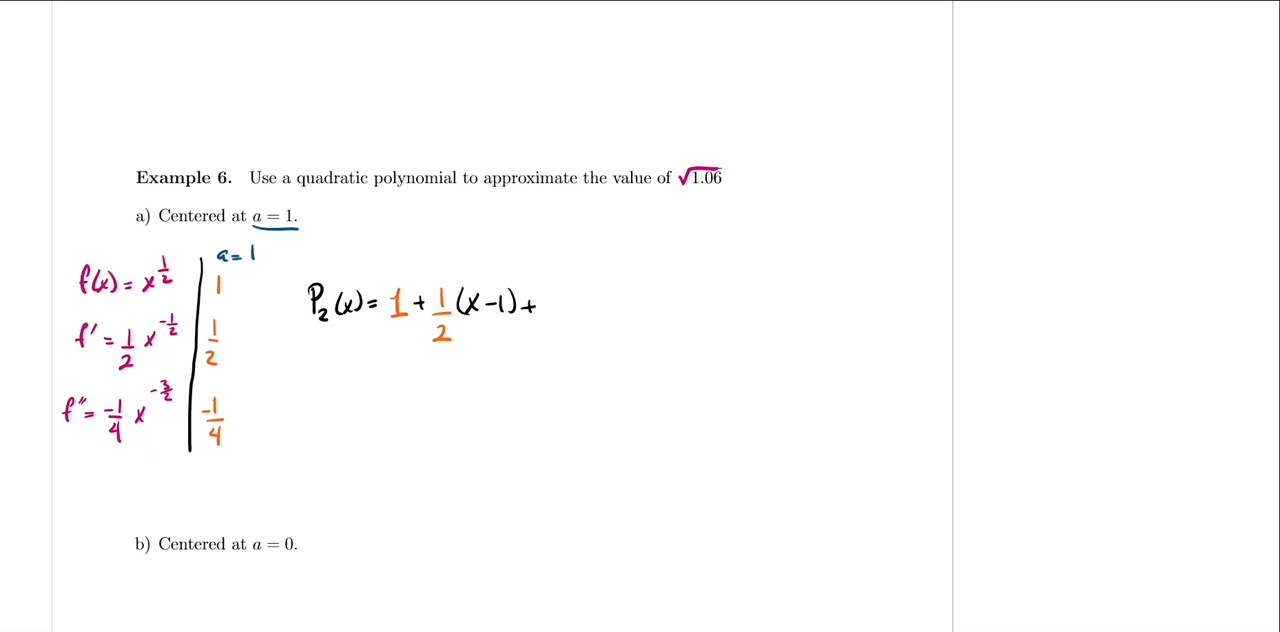 Example 6. Use a quadratic polynomial to approximate the value of √1.06
a) Centered at a = 1.
a = 1
f(x) = x^(1/2) | 1
P₂(x) = 1 + 1/2 (x - 1) +
f' = 1/2 x^(-1/2) | 1/2
f" = -1/4 x^(-3/2) | -1/4
b) Centered at a = 0.